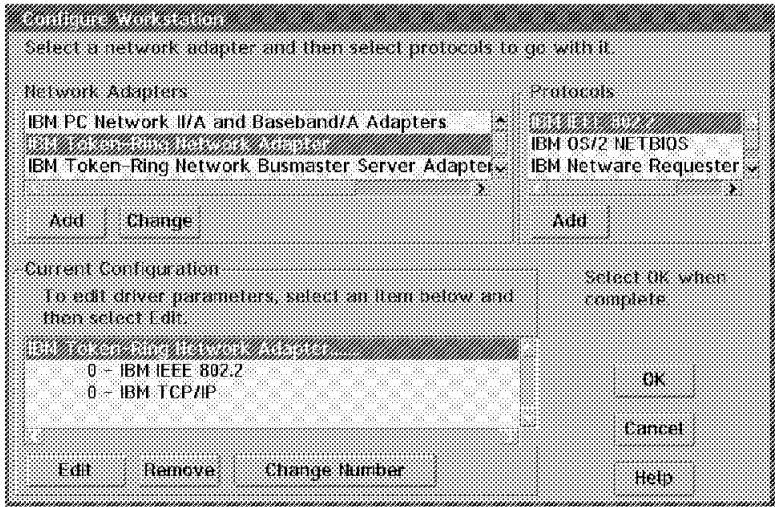 Configure Workstation
Select a network adapter and then select protocols to go with it.
Network Adapters
IBM PC Network II/A and Baseband/A Adapters
IBM Token-Ring Network Adapter
IBM Token-Ring Network Busmaster Server Adapter
Add
Change
Protocols
IBM IEEE 802.2
IBM OS/2 NETBIOS
IBM Netware Requester
Add
Current Configuration
To edit driver parameters, select an item below and
then select Edit.
IBM Token-Ring Network Adapter......
0 - IBM IEEE 802.2
0 - IBM TCP/IP
Edit
Remove
Change Number
Select OK when
complete
OK
Cancel
Help